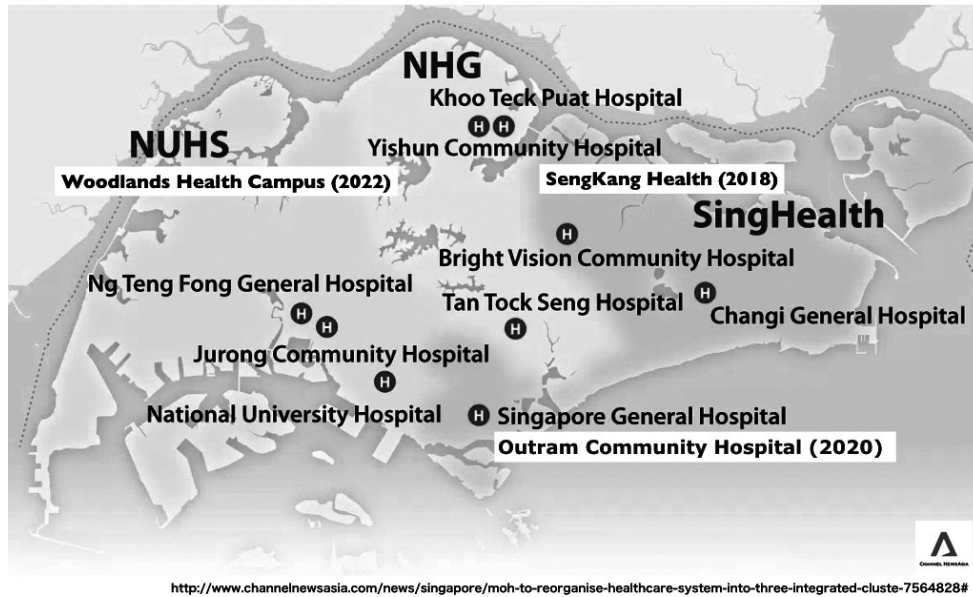 NHG
Khoo Teck Puat Hospital
H H
Yishun Community Hospital
NUHS
Woodlands Health Campus (2022)
SengKang Health (2018)
SingHealth
H
Bright Vision Community Hospital
Ng Teng Fong General Hospital
H H
Jurong Community Hospital
Tan Tock Seng Hospital
H
H
Changi General Hospital
H
National University Hospital
H Singapore General Hospital
Outram Community Hospital (2020)
CHANNEL NEWSASIA
http://www.channelnewsasia.com/news/singapore/moh-to-reorganise-healthcare-system-into-three-integrated-cluste-7564828#